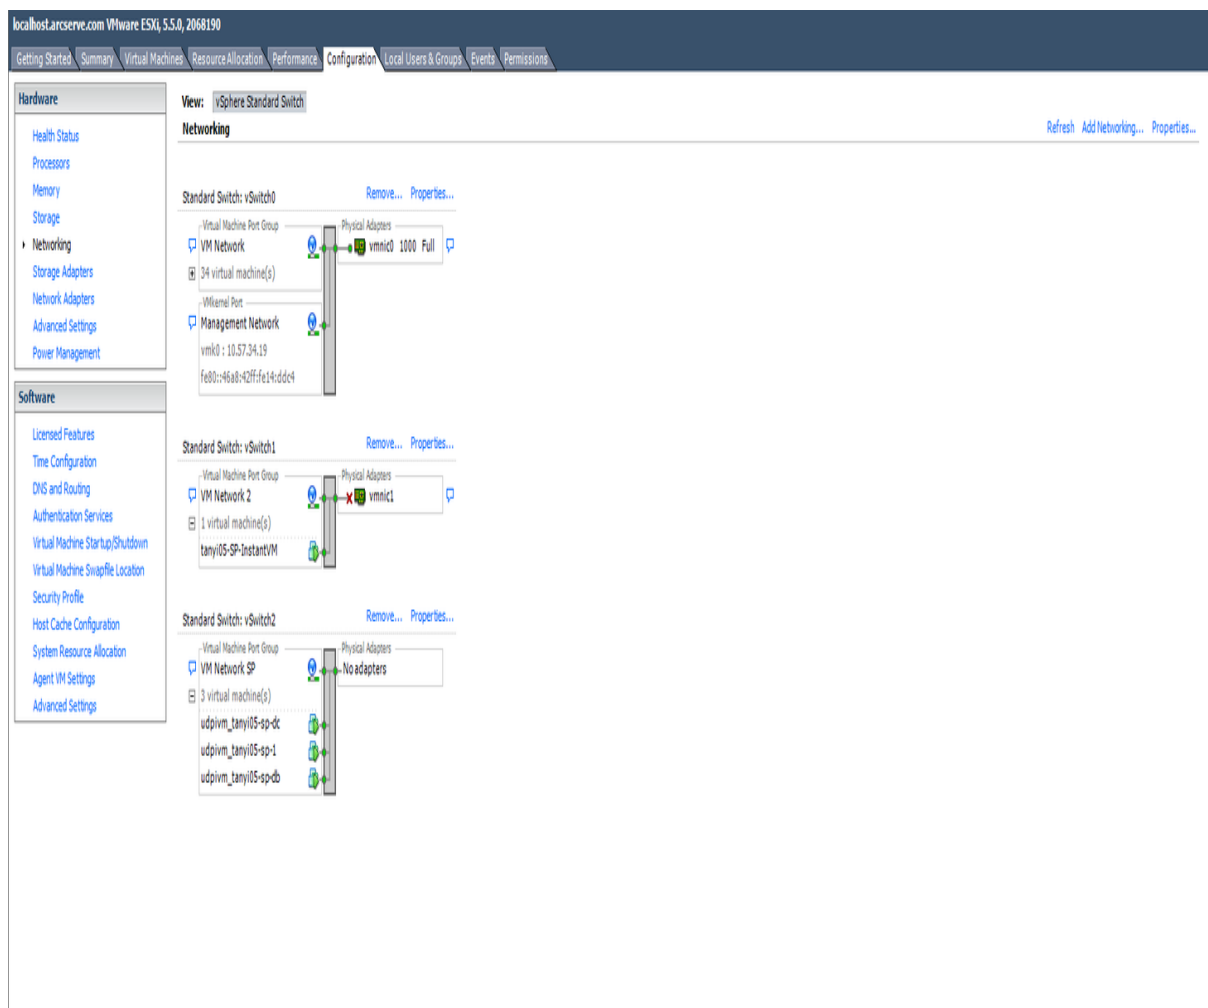 localhost.arcserve.com VMware ESXi, 5.5.0, 2068190
Getting Started Summary Virtual Machines Resource Allocation Performance Configuration Local Users & Groups Events Permissions
Hardware
Health Status
Processors
Memory
Storage
Networking
Storage Adapters
Network Adapters
Advanced Settings
Power Management
Software
Licensed Features
Time Configuration
DNS and Routing
Authentication Services
Virtual Machine Startup/Shutdown
Virtual Machine Swapfile Location
Security Profile
Host Cache Configuration
System Resource Allocation
Agent VM Settings
Advanced Settings
View: vSphere Standard Switch
Networking
Refresh Add Networking... Properties...
Standard Switch: vSwitch0 Remove... Properties...
Virtual Machine Port Group Physical Adapters
VM Network vmnic0 1000 Full
34 virtual machine(s)
VMkernel Port
Management Network
vmk0 : 10.57.34.19
fe80::46a8:42ff:fe14:ddc4
Standard Switch: vSwitch1 Remove... Properties...
Virtual Machine Port Group Physical Adapters
VM Network 2 vmnic1
1 virtual machine(s)
tanyi05-SP-InstantVM
Standard Switch: vSwitch2 Remove... Properties...
Virtual Machine Port Group Physical Adapters
VM Network SP No adapters
3 virtual machine(s)
udpivm_tanyi05-sp-dc
udpivm_tanyi05-sp-1
udpivm_tanyi05-sp-db